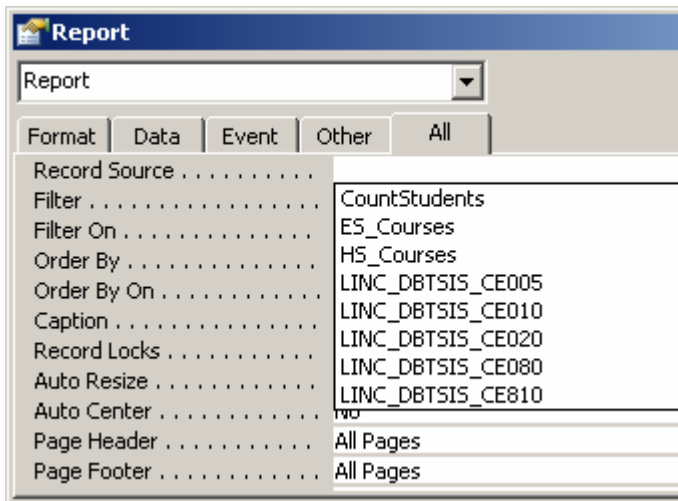 Report
Report
Format Data Event Other All
Record Source . . . . . . . . . .
Filter . . . . . . . . . . . . . . . . . . CountStudents
Filter On . . . . . . . . . . . . . . . ES_Courses
Order By . . . . . . . . . . . . . . . HS_Courses
Order By On . . . . . . . . . . . . LINC_DBTSIS_CE005
Caption . . . . . . . . . . . . . . . . LINC_DBTSIS_CE010
Record Locks . . . . . . . . . . . LINC_DBTSIS_CE020
Auto Resize . . . . . . . . . . . . . LINC_DBTSIS_CE080
LINC_DBTSIS_CE810
Auto Center . . . . . . . . . . . . . No
Page Header . . . . . . . . . . . All Pages
Page Footer . . . . . . . . . . . . All Pages